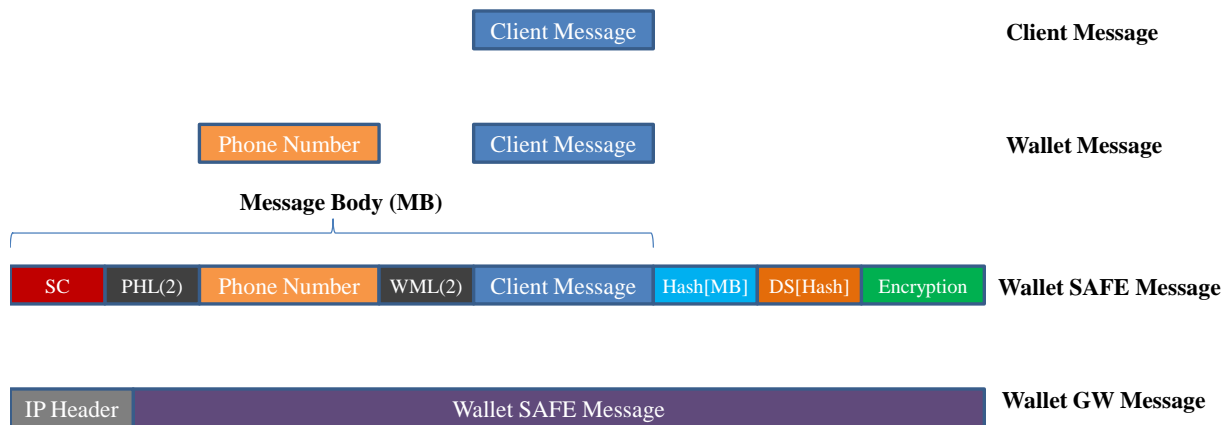 Client Message Client Message
Phone Number Client Message Wallet Message
Message Body (MB)
SC PHL(2) Phone Number WML(2) Client Message Hash[MB] DS[Hash] Encryption Wallet SAFE Message
IP Header Wallet SAFE Message Wallet GW Message